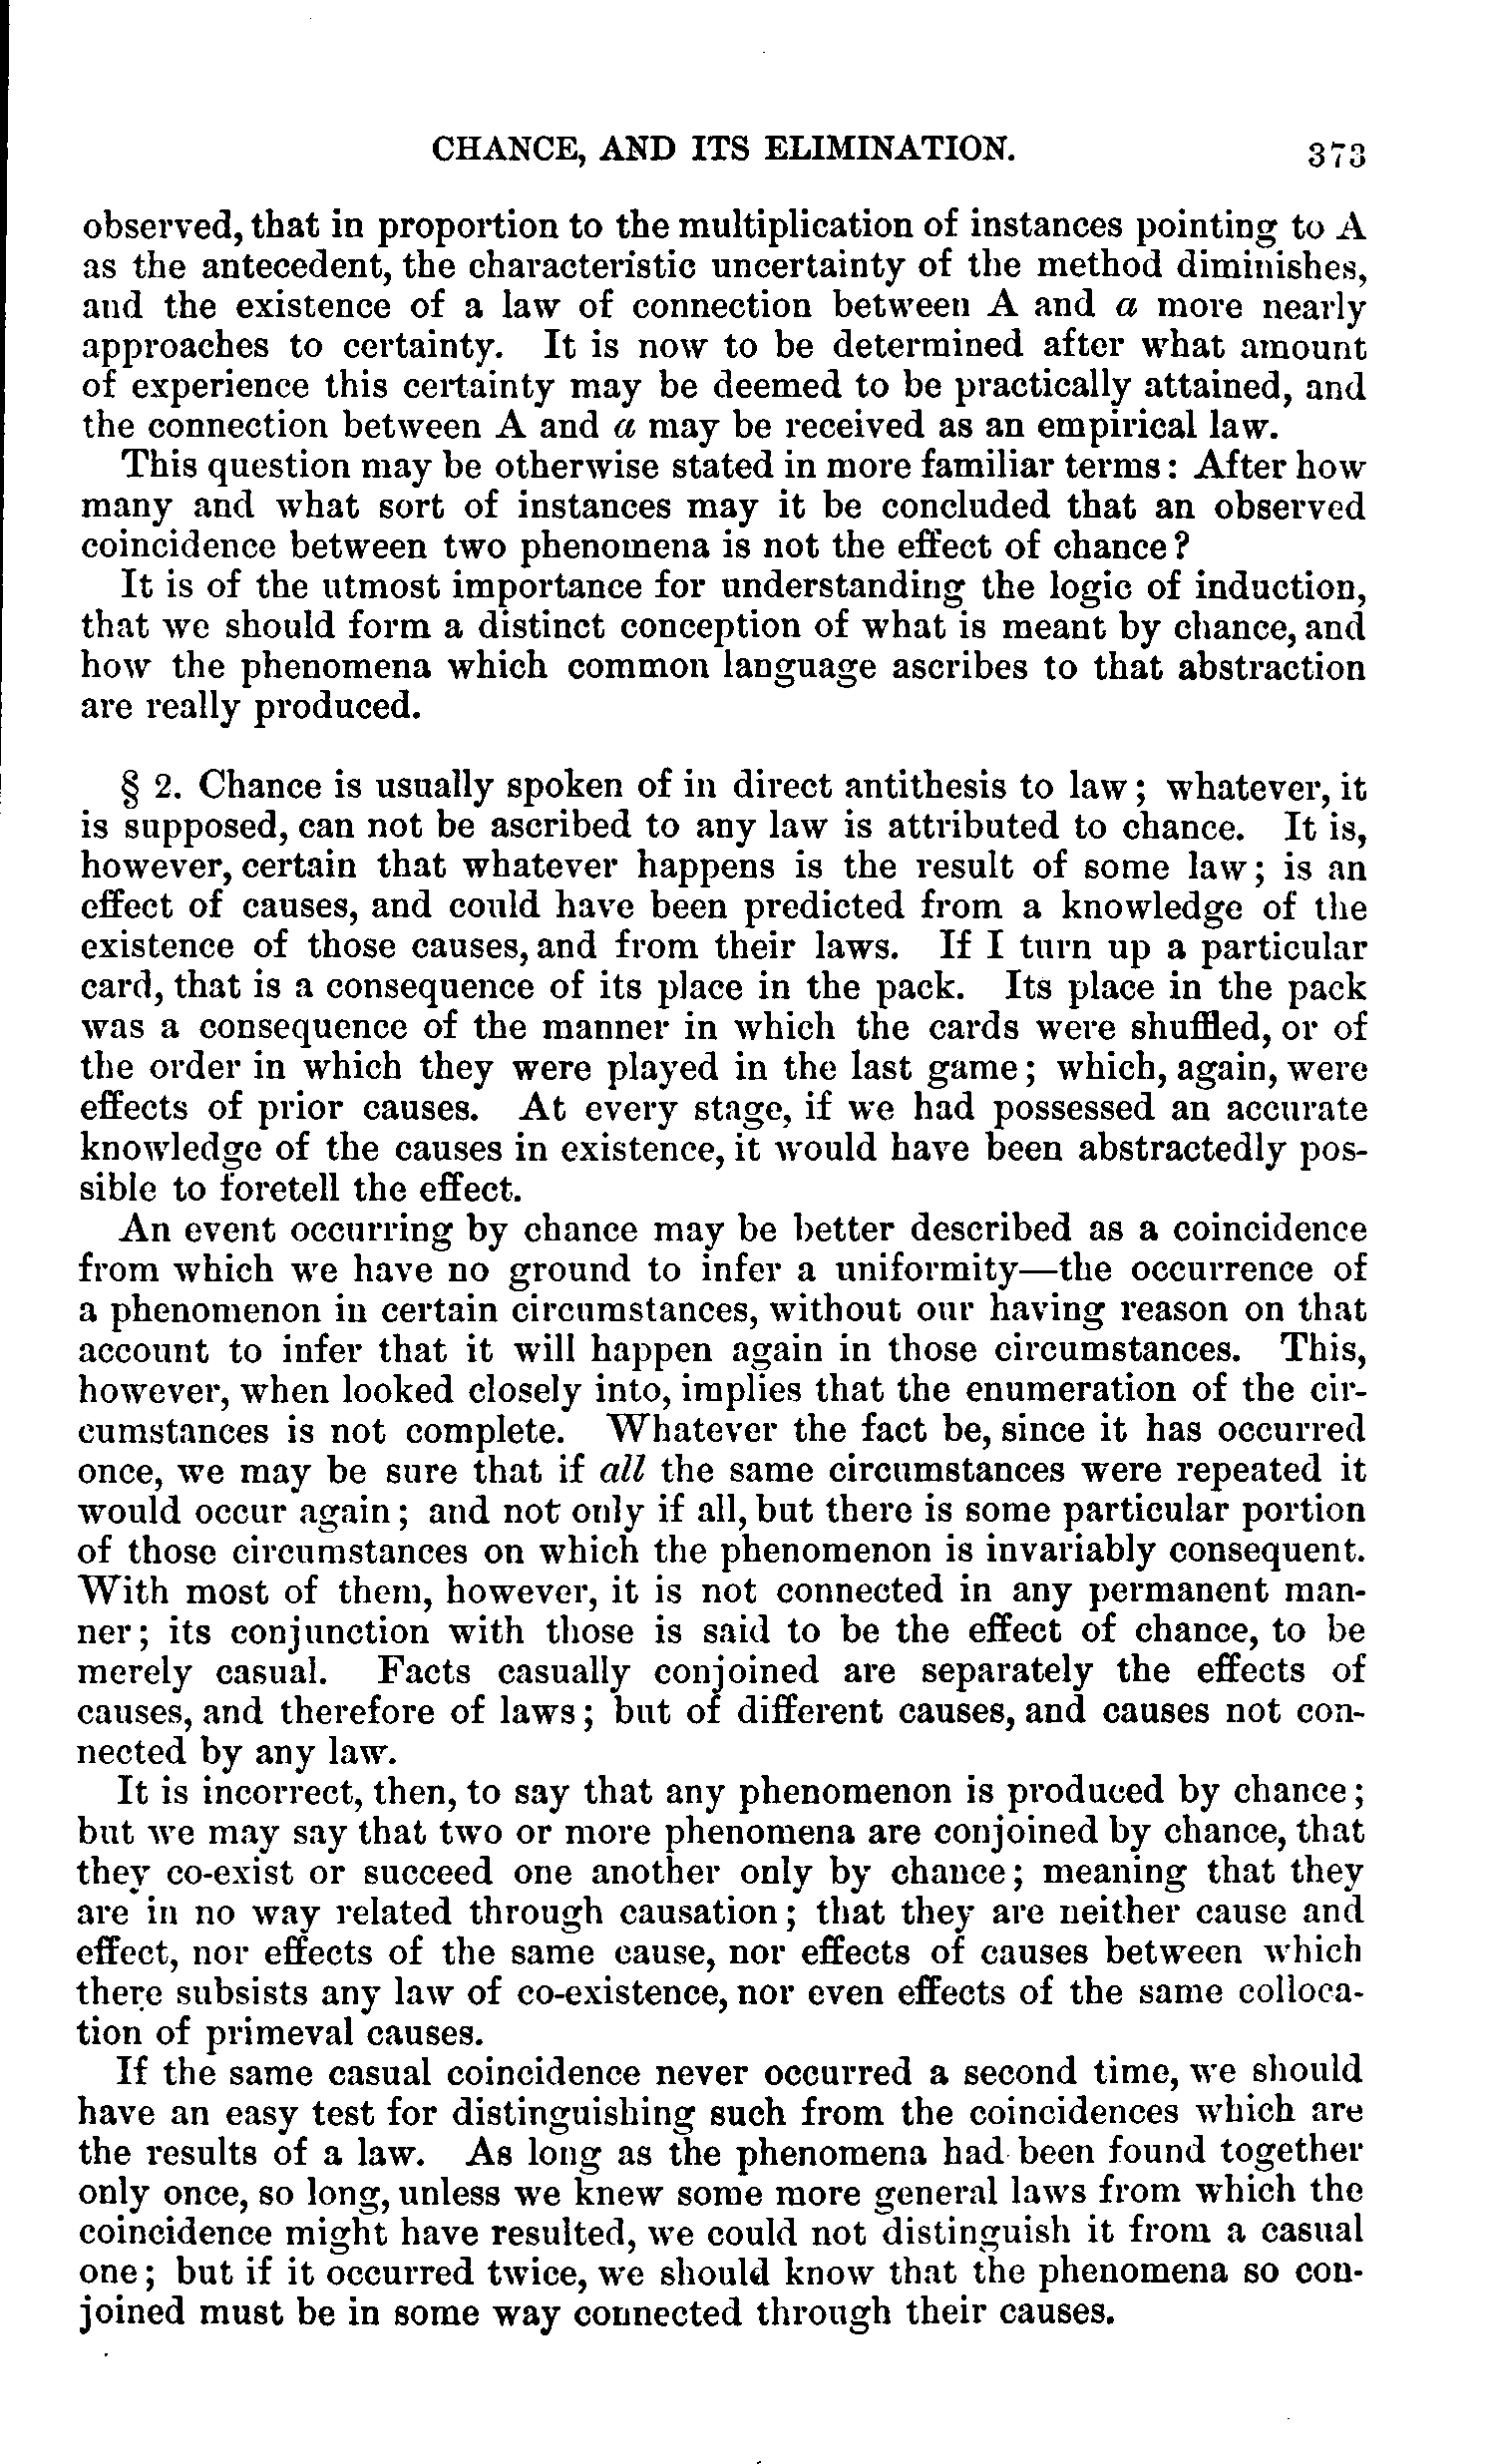 CHANCE, AND ITS ELIMINATION. 373
observed, that in proportion to the multiplication of instances pointing to A
as the antecedent, the characteristic uncertainty of the method diminishes,
and the existence of a law of connection between A and a more nearly
approaches to certainty. It is now to be determined after what amount
of experience this certainty may be deemed to be practically attained, and
the connection between A and a may be received as an empirical law.
This question may be otherwise stated in more familiar terms: After how
many and what sort of instances may it be concluded that an observed
coincidence between two phenomena is not the effect of chance?
It is of the utmost importance for understanding the logic of induction,
that we should form a distinct conception of what is meant by chance, and
how the phenomena which common language ascribes to that abstraction
are really produced.
§ 2. Chance is usually spoken of in direct antithesis to law; whatever, it
is supposed, can not be ascribed to any law is attributed to chance. It is,
however, certain that whatever happens is the result of some law; is an
effect of causes, and could have been predicted from a knowledge of the
existence of those causes, and from their laws. If I turn up a particular
card, that is a consequence of its place in the pack. Its place in the pack
was a consequence of the manner in which the cards were shuffled, or of
the order in which they were played in the last game; which, again, were
effects of prior causes. At every stage, if we had possessed an accurate
knowledge of the causes in existence, it would have been abstractedly pos-
sible to foretell the effect.
An event occurring by chance may be better described as a coincidence
from which we have no ground to infer a uniformity—the occurrence of
a phenomenon in certain circumstances, without our having reason on that
account to infer that it will happen again in those circumstances. This,
however, when looked closely into, implies that the enumeration of the cir-
cumstances is not complete. Whatever the fact be, since it has occurred
once, we may be sure that if all the same circumstances were repeated it
would occur again; and not only if all, but there is some particular portion
of those circumstances on which the phenomenon is invariably consequent.
With most of them, however, it is not connected in any permanent man-
ner; its conjunction with those is said to be the effect of chance, to be
merely casual. Facts casually conjoined are separately the effects of
causes, and therefore of laws; but of different causes, and causes not con-
nected by any law.
It is incorrect, then, to say that any phenomenon is produced by chance;
but we may say that two or more phenomena are conjoined by chance, that
they co-exist or succeed one another only by chance; meaning that they
are in no way related through causation; that they are neither cause and
effect, nor effects of the same cause, nor effects of causes between which
there subsists any law of co-existence, nor even effects of the same colloca-
tion of primeval causes.
If the same casual coincidence never occurred a second time, we should
have an easy test for distinguishing such from the coincidences which are
the results of a law. As long as the phenomena had been found together
only once, so long, unless we knew some more general laws from which the
coincidence might have resulted, we could not distinguish it from a casual
one; but if it occurred twice, we should know that the phenomena so con-
joined must be in some way connected through their causes.